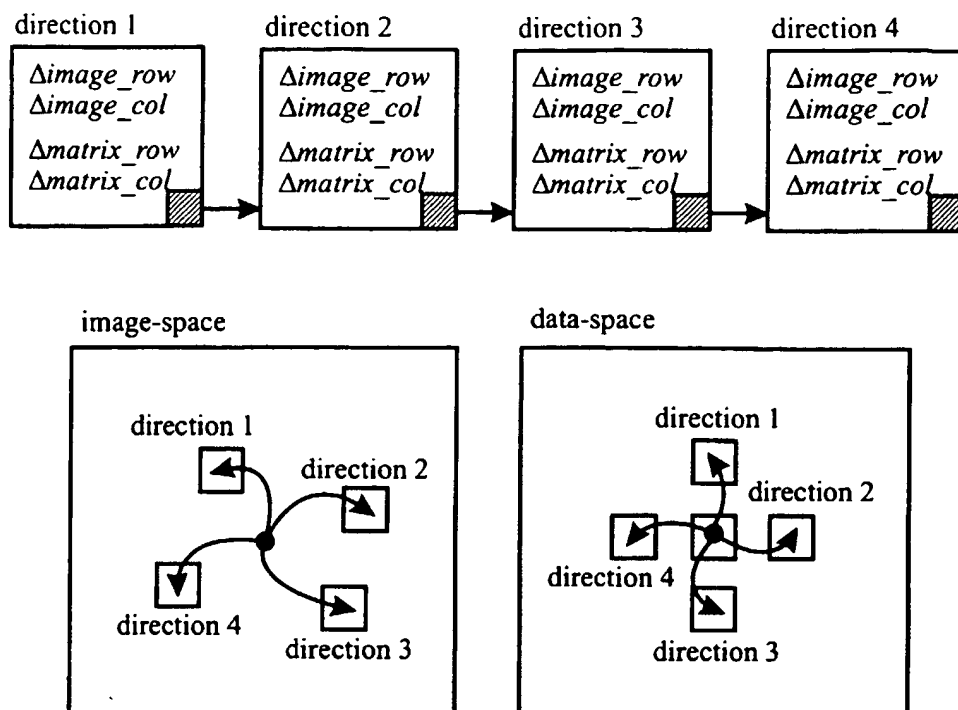 direction 1
direction 2
direction 3
direction 4
Δimage_row
Δimage_col
Δmatrix_row
Δmatrix_col
Δimage_row
Δimage_col
Δmatrix_row
Δmatrix_col
Δimage_row
Δimage_col
Δmatrix_row
Δmatrix_col
Δimage_row
Δimage_col
Δmatrix_row
Δmatrix_col
image-space
direction 1
direction 2
direction 4
direction 3
data-space
direction 1
direction 2
direction 4
direction 3